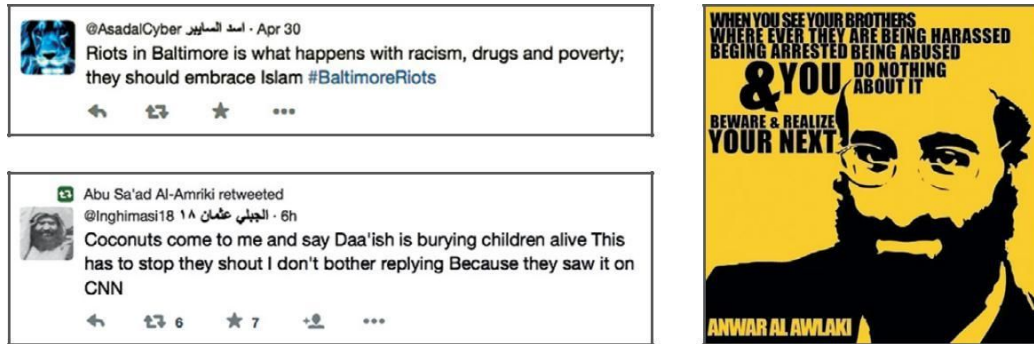 @AsadalCyber اسد السايبر · Apr 30
Riots in Baltimore is what happens with racism, drugs and poverty;
they should embrace Islam #BaltimoreRiots
Abu Sa'ad Al-Amriki retweeted
@Inghimasi18 الجبلي عثمان ١٨ · 6h
Coconuts come to me and say Daa'ish is burying children alive This
has to stop they shout I don't bother replying Because they saw it on
CNN
6 7
WHEN YOU SEE YOUR BROTHERS
WHERE EVER THEY ARE BEING HARASSED
BEGING ARRESTED BEING ABUSED
& YOU DO NOTHING
ABOUT IT
BEWARE & REALIZE
YOUR NEXT
ANWAR AL AWLAKI